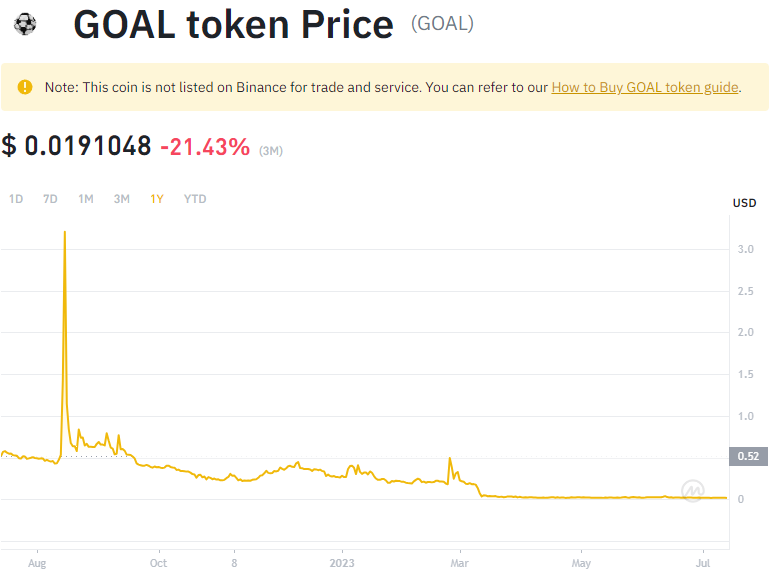 GOAL token Price (GOAL)
Note: This coin is not listed on Binance for trade and service. You can refer to our How to Buy GOAL token guide.
$ 0.0191048 -21.43% (3M)
1D 7D 1M 3M 1Y YTD
USD
3.0
2.5
2.0
1.5
1.0
0.52
0
Aug Oct 8 2023 Mar May Jul